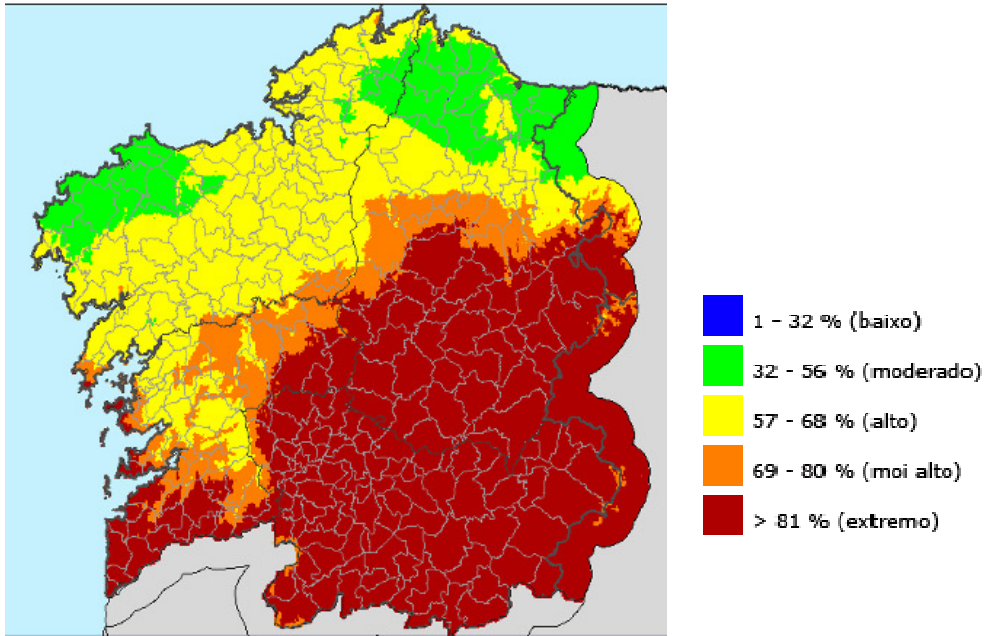 1 - 32 % (baixo)
32 - 56 % (moderado)
57 - 68 % (alto)
69 - 80 % (moi alto)
> 81 % (extremo)